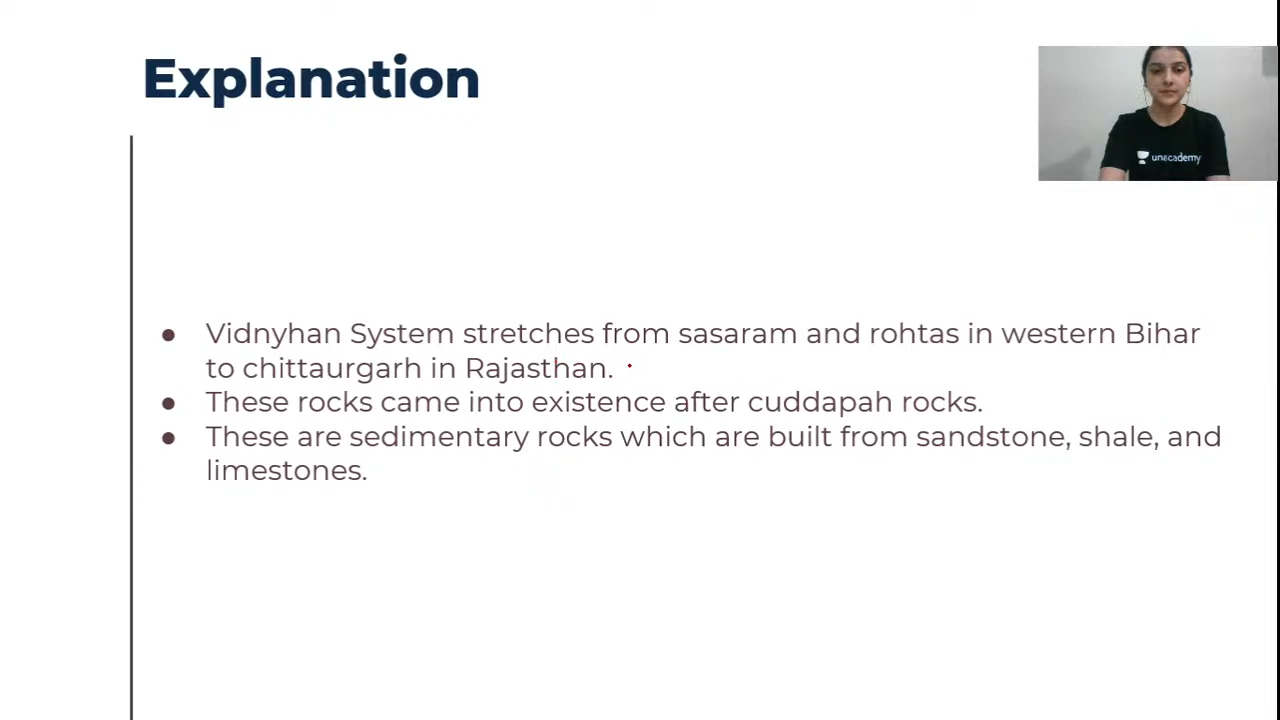 Explanation
unacademy
● Vidnyhan System stretches from sasaram and rohtas in western Bihar
to chittaurgarh in Rajasthan.
● These rocks came into existence after cuddapah rocks.
● These are sedimentary rocks which are built from sandstone, shale, and
limestones.